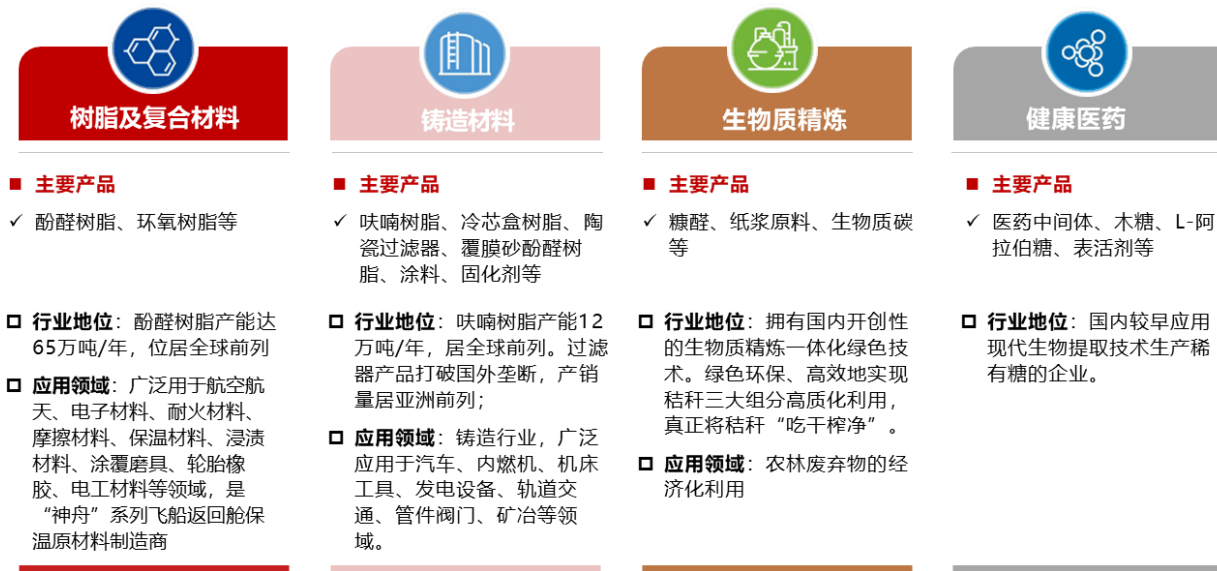 树脂及复合材料
■ 主要产品
✓ 酚醛树脂、环氧树脂等
行业地位：酚醛树脂产能达
65万吨/年，位居全球前列
应用领域：广泛用于航空航
天、电子材料、耐火材料、
摩擦材料、保温材料、浸渍
材料、涂覆磨具、轮胎橡
胶、电工材料等领域，是
“神舟”系列飞船返回舱保
温原材料制造商
铸造材料
■ 主要产品
✓ 呋喃树脂、冷芯盒树脂、陶
瓷过滤器、覆膜砂酚醛树
脂、涂料、固化剂等
行业地位：呋喃树脂产能12
万吨/年，居全球前列。过滤
器产品打破国外垄断，产销
量居亚洲前列；
应用领域：铸造行业，广泛
应用于汽车、内燃机、机床
工具、发电设备、轨道交
通、管件阀门、矿冶等领
域。
生物质精炼
■ 主要产品
✓ 糠醛、纸浆原料、生物质碳
等
行业地位：拥有国内开创性
的生物质精炼一体化绿色技
术。绿色环保、高效地实现
秸秆三大组分高质化利用，
真正将秸秆“吃干榨净”。
应用领域：农林废弃物的经
济化利用
健康医药
■ 主要产品
✓ 医药中间体、木糖、L-阿
拉伯糖、表活剂等
行业地位：国内较早应用
现代生物提取技术生产稀
有糖的企业。